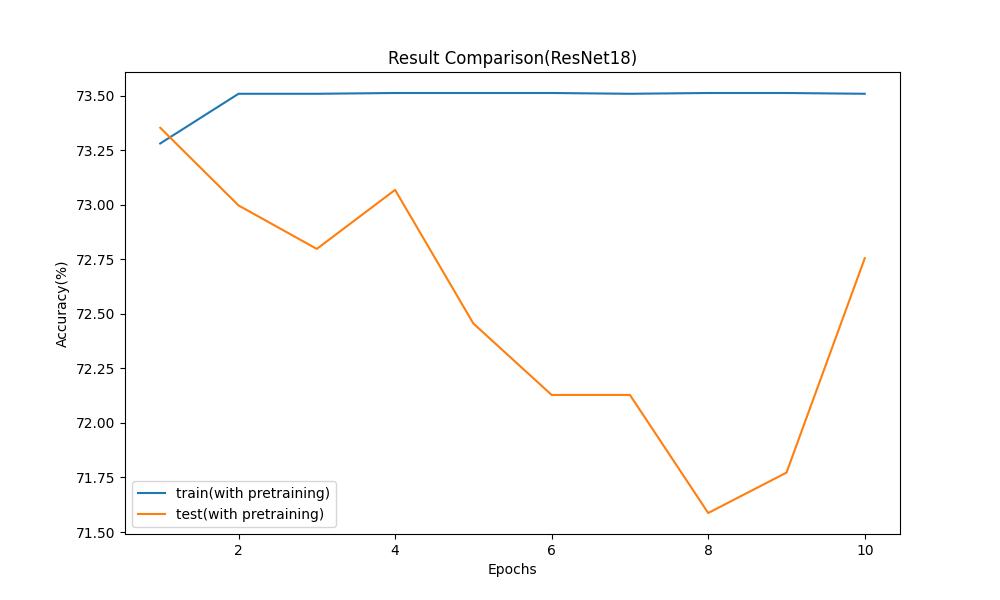 Result Comparison(ResNet18)
73.50
73.25
73.00
72.75
72.50
72.25
72.00
71.75
71.50
Accuracy(%)
train(with pretraining)
test(with pretraining)
2 4 6 8 10
Epochs